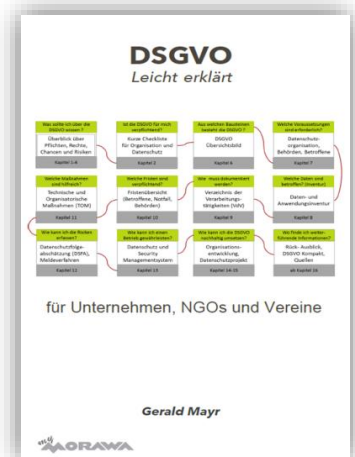 DSGVO
Leicht erklärt
Was sollte ich über die
DSGVO wissen ?
Überblick über
Pflichten, Rechte,
Chancen und Risken
Kapitel 1-4
Ist die DSGVO für mich
verpflichtend?
Kurze Checkliste
für Organisation und
Datenschutz
Kapitel 5
Aus welchen Bausteinen
besteht die DSGVO ?
DSGVO
Übersichtsbild
Kapitel 6
Welche Voraussetzungen
sind erforderlich?
Datenschutz-
organisation,
Behörden, Betroffene
Kapitel 7
Welche Maßnahmen
sind hilfreich?
Technische und
Organisatorische
Maßnahmen (TOM)
Kapitel 11
Welche Fristen sind
verpflichtend?
Fristenübersicht
(Betroffene, Notfall,
Behörden)
Kapitel 10
Was muss dokumentiert
werden?
Verzeichnis der
Verarbeitungs-
tätigkeiten (VdV)
Kapitel 9
Welche Daten sind
betroffen? (Inventur)
Daten- und
Anwendungsinventur
Kapitel 8
Wie kann ich die Risiken
erfassen?
Datenschutzfolge-
abschätzung (DSFA),
Meldeverfahren
Kapitel 12
Wie kann ich einen
Betrieb gewährleisten?
Datenschutz und
Security
Managementsystem
Kapitel 13
Wie kann ich die DSGVO
nachhaltig umsetzen?
Organisations-
entwicklung,
Datenschutzprojekt
Kapitel 14-15
Wo finde ich weiter-
führende Informationen?
Rück- Ausblick,
DSGVO Kompakt,
Quellen
ab Kapitel 16
für Unternehmen, NGOs und Vereine
Gerald Mayr
my
MORAWA